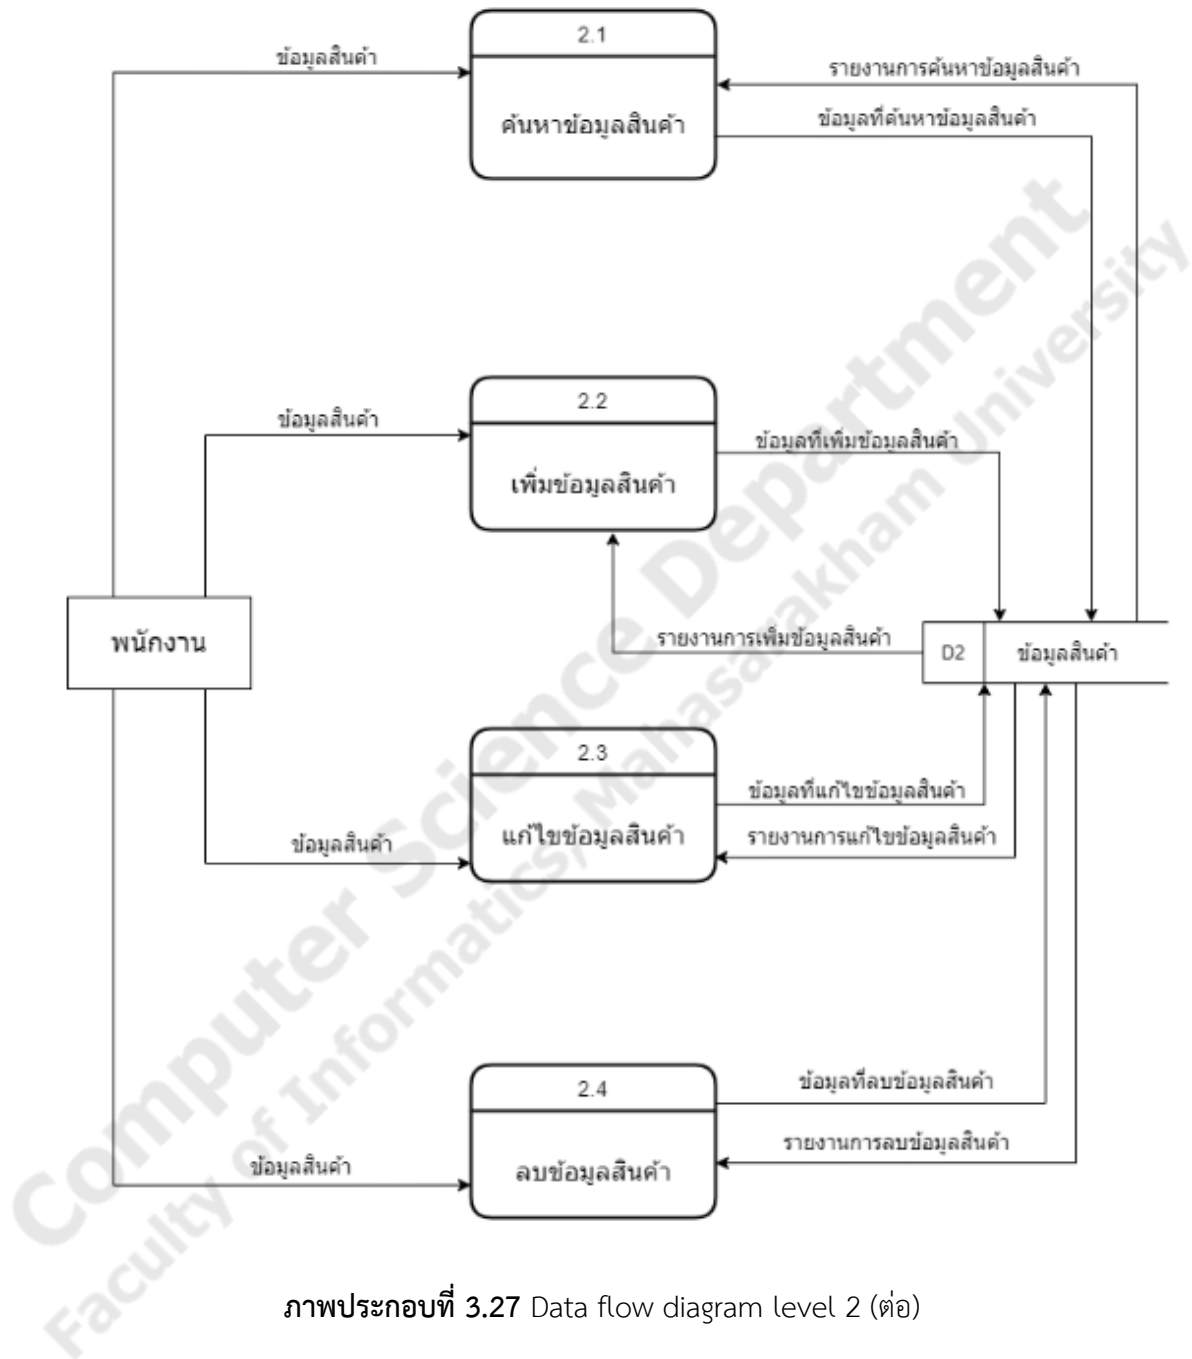 2.1
ข้อมูลสินค้า
รายงานการค้นหาข้อมูลสินค้า
ค้นหาข้อมูลสินค้า
ข้อมูลที่ค้นหาข้อมูลสินค้า
2.2
ข้อมูลสินค้า
ข้อมูลที่เพิ่มข้อมูลสินค้า
เพิ่มข้อมูลสินค้า
พนักงาน
รายงานการเพิ่มข้อมูลสินค้า
D2
ข้อมูลสินค้า
2.3
ข้อมูลที่แก้ไขข้อมูลสินค้า
ข้อมูลสินค้า
แก้ไขข้อมูลสินค้า
รายงานการแก้ไขข้อมูลสินค้า
2.4
ข้อมูลที่ลบข้อมูลสินค้า
ข้อมูลสินค้า
ลบข้อมูลสินค้า
รายงานการลบข้อมูลสินค้า
Computer Science Department
Faculty of Informatics, Mahasarakham University
ภาพประกอบที่ 3.27 Data flow diagram level 2 (ต่อ)